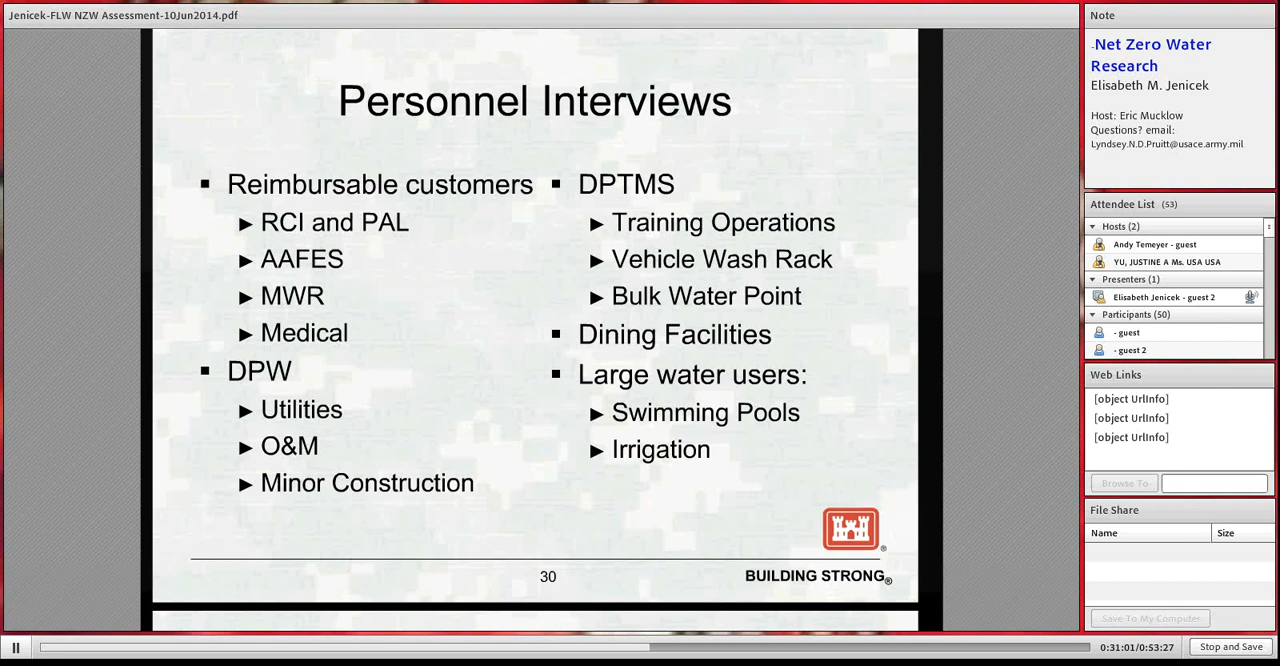 Jenicek-FLW NZW Assessment-10Jun2014.pdf
Personnel Interviews
Reimbursable customers
RCI and PAL
AAFES
MWR
Medical
DPW
Utilities
O&M
Minor Construction
DPTMS
Training Operations
Vehicle Wash Rack
Bulk Water Point
Dining Facilities
Large water users:
Swimming Pools
Irrigation
30
BUILDING STRONG®
Note
-Net Zero Water
Research
Elisabeth M. Jenicek
Host: Eric Mucklow
Questions? email:
Lyndsey.N.D.Pruitt@usace.army.mil
Attendee List (53)
Hosts (2)
Andy Temeyer - guest
YU, JUSTINE A Ms. USA USA
Presenters (1)
Elisabeth Jenicek - guest 2
Participants (50)
- guest
- guest 2
Web Links
[object UrlInfo]
[object UrlInfo]
[object UrlInfo]
Browse To
File Share
Name Size
Save To My Computer
0:31:01/0:53:27 Stop and Save